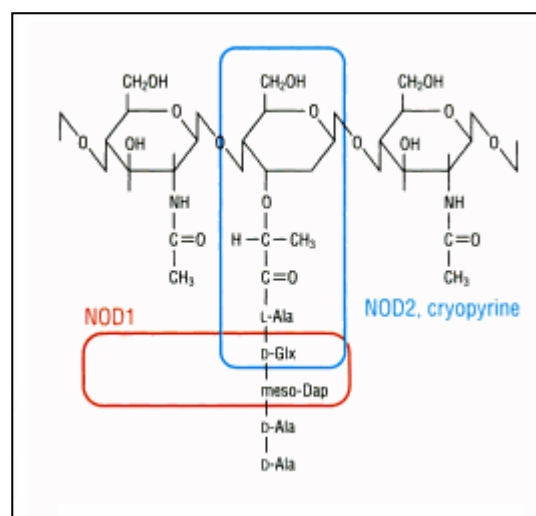 CH2OH CH2OH CH2OH
O O O
O OH O O OH O
NH O NH
C=O H–C–CH3 C=O
CH3 C=O CH3
L-Ala
NOD1 NOD2, cryopyrine
D-Glx
meso-Dap
D-Ala
D-Ala